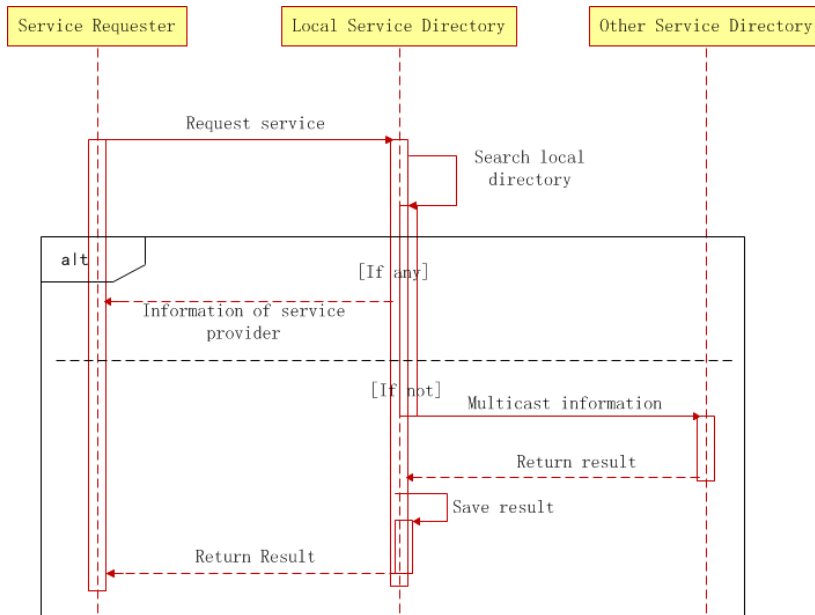 Service Requester
Local Service Directory
Other Service Directory
Request service
Search local
directory
alt
[If any]
Information of service
provider
[If not]
Multicast information
Return result
Save result
Return Result